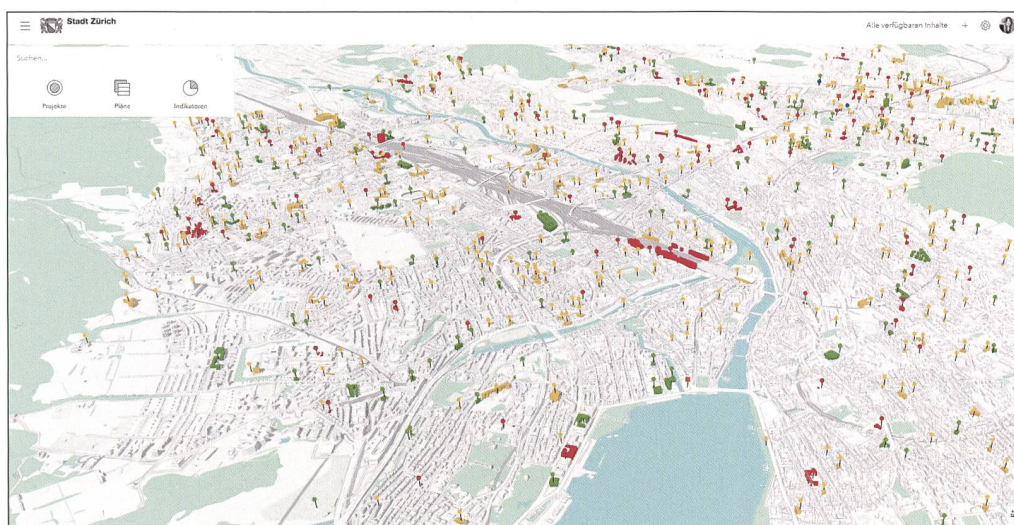 Stadt Zürich
Alle verfügbaren Inhalte
Suchen...
Projekte
Pläne
Indikatoren